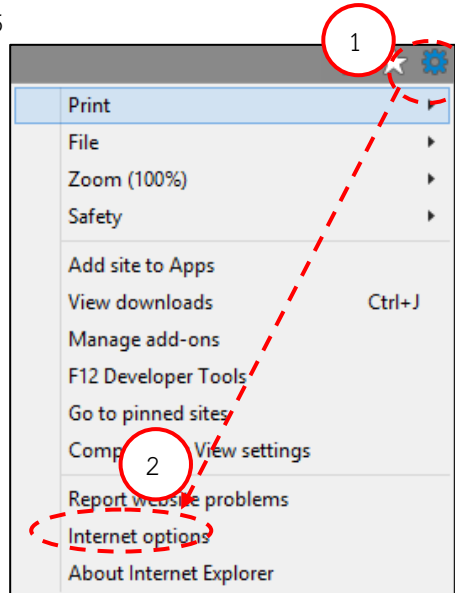 1
Print
File
Zoom (100%)
Safety
Add site to Apps
View downloads Ctrl+J
Manage add-ons
F12 Developer Tools
Go to pinned sites
View settings
2
Report website problems
Internet options
About Internet Explorer